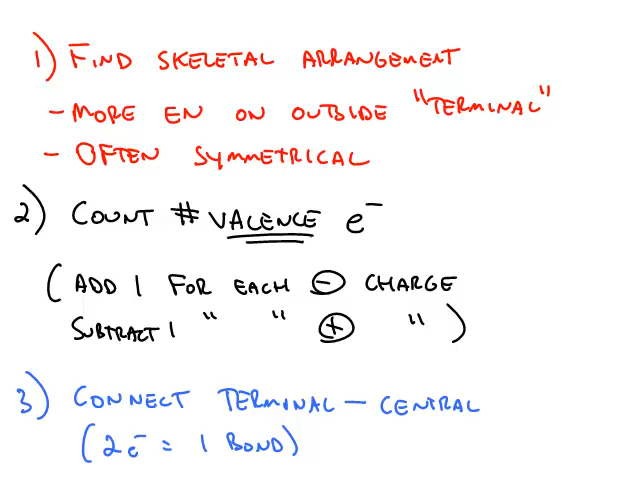 1) FIND SKELETAL ARRANGEMENT
- MORE EN ON OUTSIDE "TERMINAL"
- OFTEN SYMMETRICAL
2) COUNT # VALENCE e⁻
(ADD 1 FOR EACH ⊖ CHARGE
SUBTRACT 1 " " ⊕ ")
3) CONNECT TERMINAL - CENTRAL
(2e⁻ = 1 BOND)